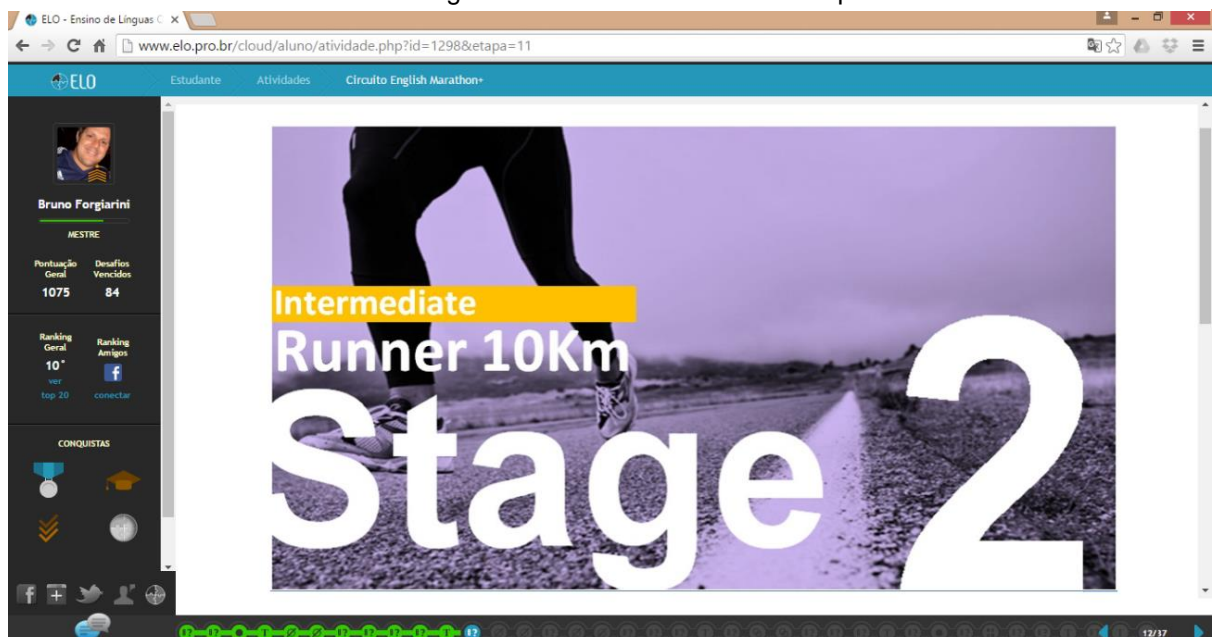 ELO - Ensino de Línguas C
www.elo.pro.br/cloud/aluno/atividade.php?id=1298&etapa=11
ELO
Estudante
Atividades
Circuito English Marathon+
Bruno Forgiarini
MESTRE
Pontuação Geral
1075
Desafios Vencidos
84
Ranking Geral
10°
ver
top 20
Ranking Amigos
conectar
CONQUISTAS
Intermediate
Runner 10Km
Stage 2
12/37